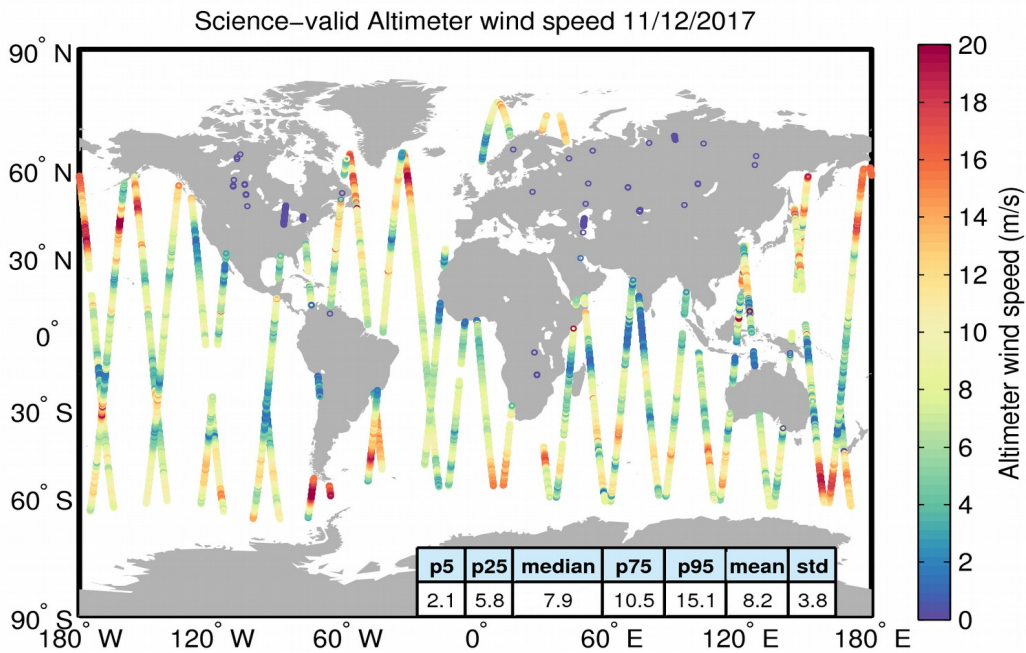 Science−valid Altimeter wind speed 11/12/2017
90° N
60° N
30° N
0°
30° S
60° S
90° S
180° W
120° W
60° W
0°
60° E
120° E
180° E
p5 p25 median p75 p95 mean std
2.1 5.8 7.9 10.5 15.1 8.2 3.8
20
18
16
14
12
10
8
6
4
2
0
Altimeter wind speed (m/s)